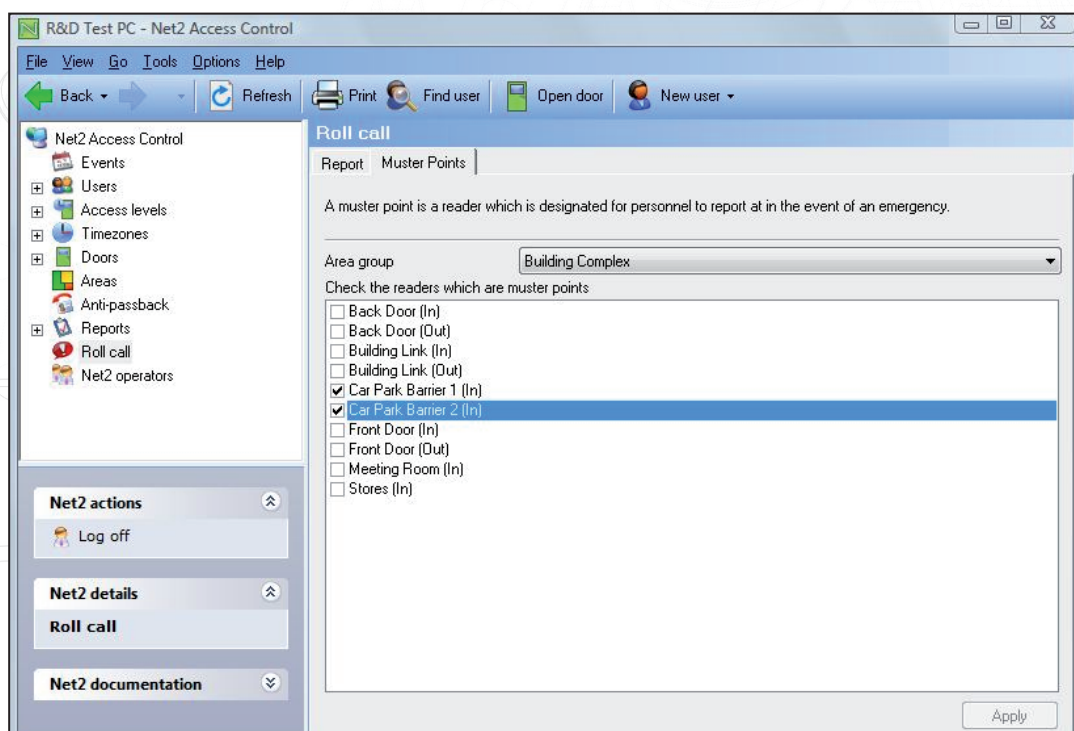 R&D Test PC - Net2 Access Control
File View Go Tools Options Help
Back Refresh Print Find user Open door New user
Net2 Access Control
Events
Users
Access levels
Timezones
Doors
Areas
Anti-passback
Reports
Roll call
Net2 operators
Net2 actions
Log off
Net2 details
Roll call
Net2 documentation
Roll call
Report Muster Points
A muster point is a reader which is designated for personnel to report at in the event of an emergency.
Area group Building Complex
Check the readers which are muster points
Back Door (In)
Back Door (Out)
Building Link (In)
Building Link (Out)
Car Park Barrier 1 (In)
Car Park Barrier 2 (In)
Front Door (In)
Front Door (Out)
Meeting Room (In)
Stores (In)
Apply